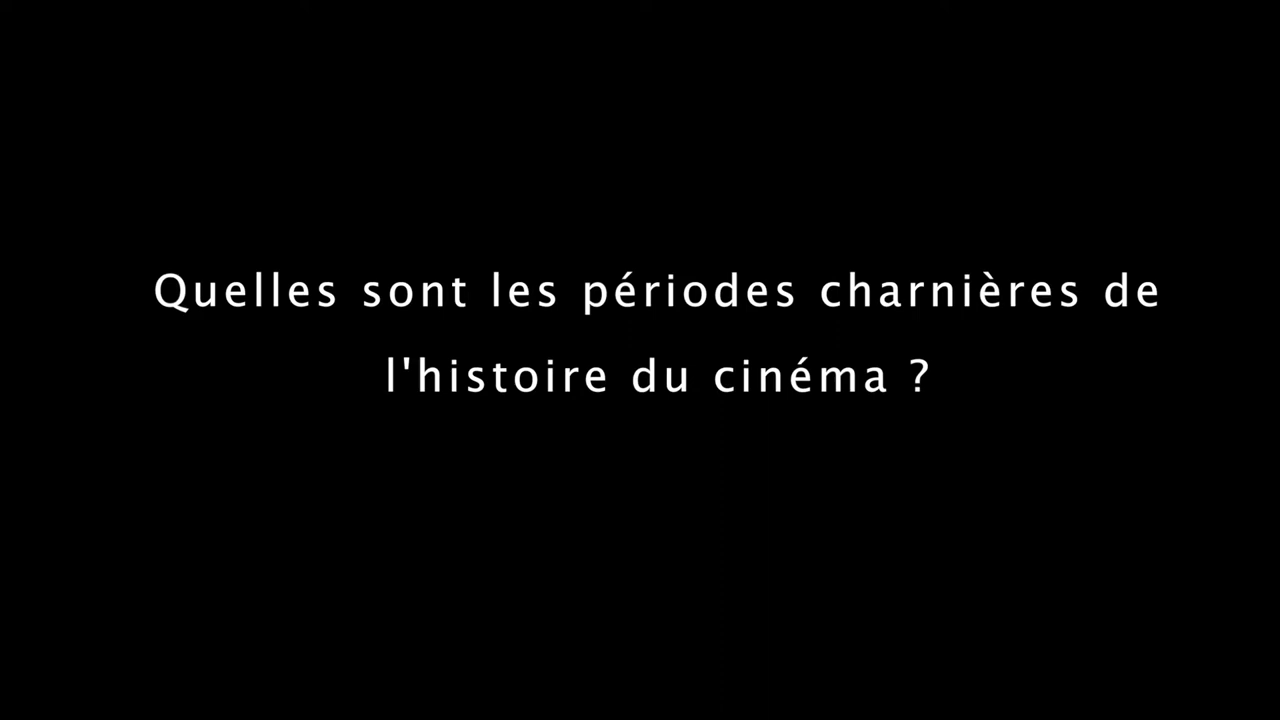 Quelles sont les périodes charnières de
l'histoire du cinéma ?